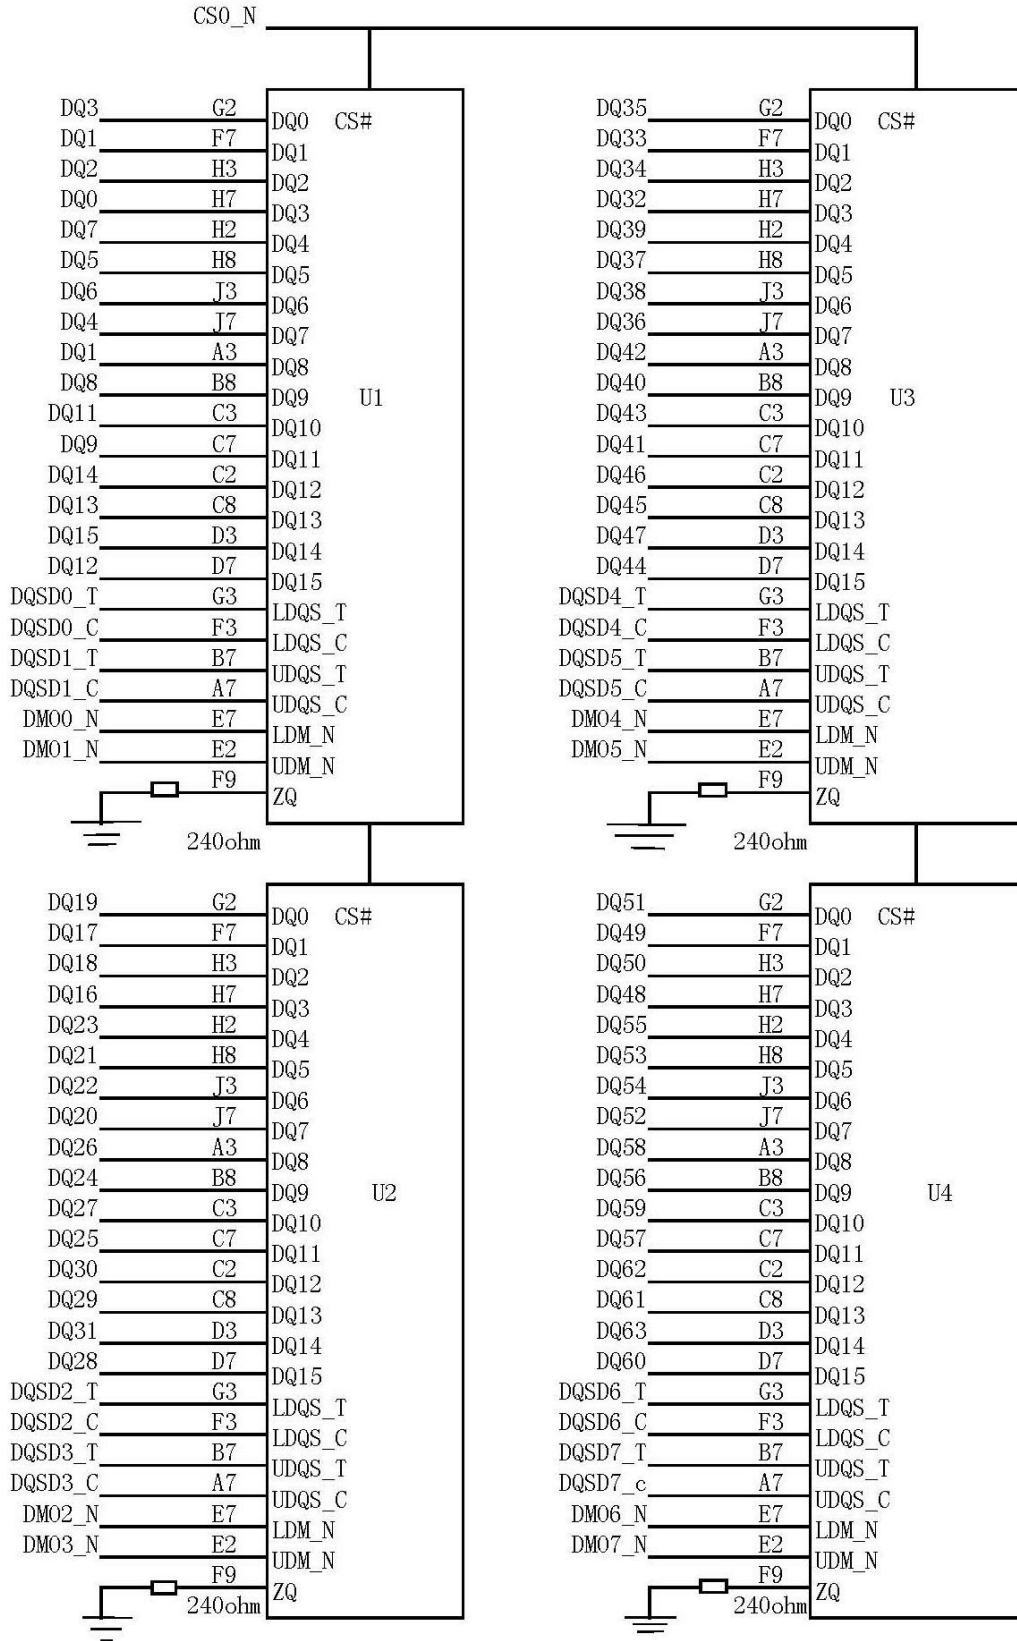 CS0_N
DQ3 G2 DQ0 CS#
DQ1 F7 DQ1
DQ2 H3 DQ2
DQ0 H7 DQ3
DQ7 H2 DQ4
DQ5 H8 DQ5
DQ6 J3 DQ6
DQ4 J7 DQ7
DQ1 A3 DQ8
DQ8 B8 DQ9 U1
DQ11 C3 DQ10
DQ9 C7 DQ11
DQ14 C2 DQ12
DQ13 C8 DQ13
DQ15 D3 DQ14
DQ12 D7 DQ15
DQSD0_T G3 LDQS_T
DQSD0_C F3 LDQS_C
DQSD1_T B7 UDQS_T
DQSD1_C A7 UDQS_C
DM00_N E7 LDM_N
DM01_N E2 UDM_N
F9 ZQ
240ohm
DQ35 G2 DQ0 CS#
DQ33 F7 DQ1
DQ34 H3 DQ2
DQ32 H7 DQ3
DQ39 H2 DQ4
DQ37 H8 DQ5
DQ38 J3 DQ6
DQ36 J7 DQ7
DQ42 A3 DQ8
DQ40 B8 DQ9 U3
DQ43 C3 DQ10
DQ41 C7 DQ11
DQ46 C2 DQ12
DQ45 C8 DQ13
DQ47 D3 DQ14
DQ44 D7 DQ15
DQSD4_T G3 LDQS_T
DQSD4_C F3 LDQS_C
DQSD5_T B7 UDQS_T
DQSD5_C A7 UDQS_C
DM04_N E7 LDM_N
DM05_N E2 UDM_N
F9 ZQ
240ohm
DQ19 G2 DQ0 CS#
DQ17 F7 DQ1
DQ18 H3 DQ2
DQ16 H7 DQ3
DQ23 H2 DQ4
DQ21 H8 DQ5
DQ22 J3 DQ6
DQ20 J7 DQ7
DQ26 A3 DQ8
DQ24 B8 DQ9 U2
DQ27 C3 DQ10
DQ25 C7 DQ11
DQ30 C2 DQ12
DQ29 C8 DQ13
DQ31 D3 DQ14
DQ28 D7 DQ15
DQSD2_T G3 LDQS_T
DQSD2_C F3 LDQS_C
DQSD3_T B7 UDQS_T
DQSD3_C A7 UDQS_C
DM02_N E7 LDM_N
DM03_N E2 UDM_N
F9 ZQ
240ohm
DQ51 G2 DQ0 CS#
DQ49 F7 DQ1
DQ50 H3 DQ2
DQ48 H7 DQ3
DQ55 H2 DQ4
DQ53 H8 DQ5
DQ54 J3 DQ6
DQ52 J7 DQ7
DQ58 A3 DQ8
DQ56 B8 DQ9 U4
DQ59 C3 DQ10
DQ57 C7 DQ11
DQ62 C2 DQ12
DQ61 C8 DQ13
DQ63 D3 DQ14
DQ60 D7 DQ15
DQSD6_T G3 LDQS_T
DQSD6_C F3 LDQS_C
DQSD7_T B7 UDQS_T
DQSD7_c A7 UDQS_C
DM06_N E7 LDM_N
DM07_N E2 UDM_N
F9 ZQ
240ohm